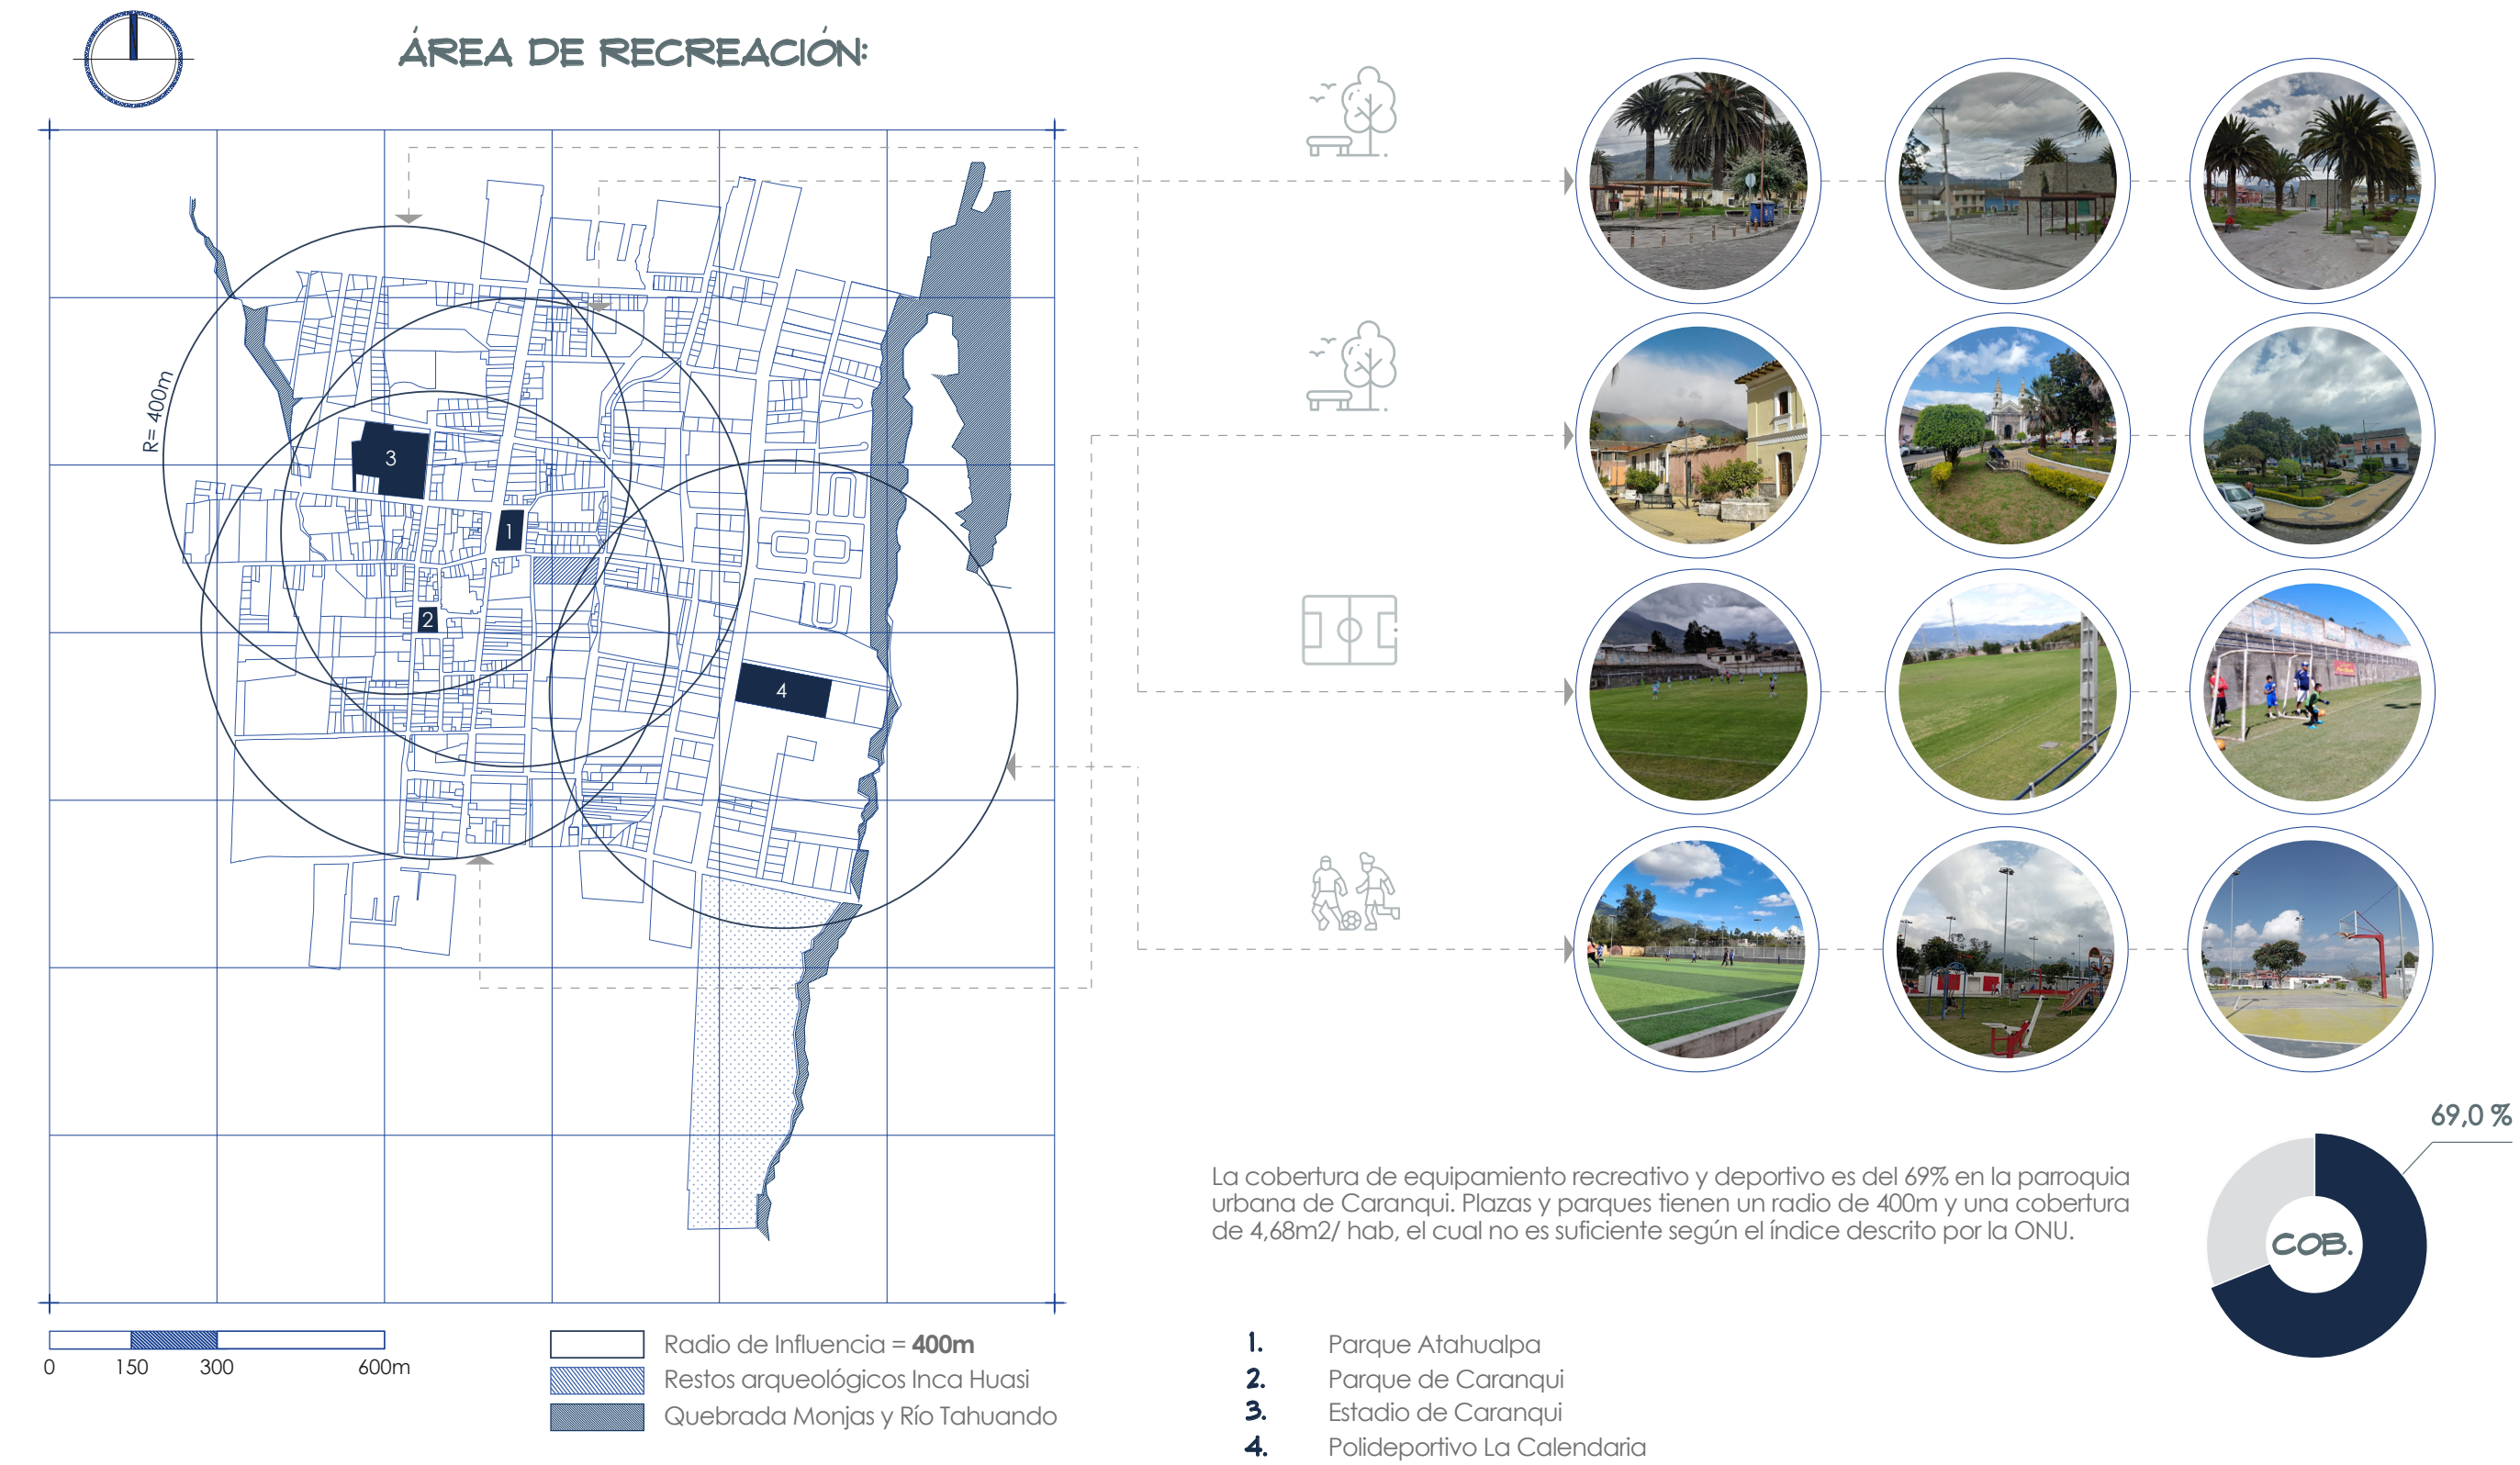 ÁREA DE RECREACIÓN:
R= 400m
3
1
2
4
69,0 %
La cobertura de equipamiento recreativo y deportivo es del 69% en la parroquia
urbana de Caranqui. Plazas y parques tienen un radio de 400m y una cobertura
de 4,68m2/ hab, el cual no es suficiente según el índice descrito por la ONU.
COB.
0 150 300 600m
Radio de Influencia = 400m
Restos arqueológicos Inca Huasi
Quebrada Monjas y Río Tahuando
1. Parque Atahualpa
2. Parque de Caranqui
3. Estadio de Caranqui
4. Polideportivo La Calendaria